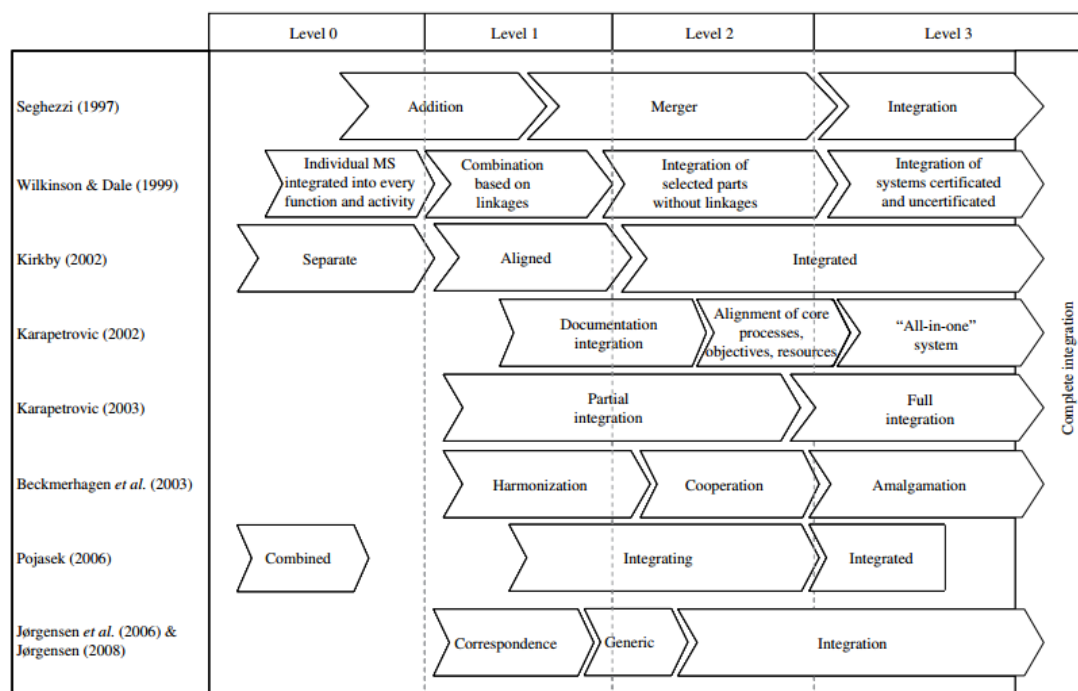 Level 0
Level 1
Level 2
Level 3
Seghezzi (1997)
Addition
Merger
Integration
Wilkinson & Dale (1999)
Individual MS
integrated into every
function and activity
Combination
based on
linkages
Integration of
selected parts
without linkages
Integration of
systems certificated
and uncertificated
Kirkby (2002)
Separate
Aligned
Integrated
Karapetrovic (2002)
Documentation
integration
Alignment of core
processes,
objectives, resources
“All-in-one”
system
Karapetrovic (2003)
Partial
integration
Full
integration
Beckmerhagen et al. (2003)
Harmonization
Cooperation
Amalgamation
Pojasek (2006)
Combined
Integrating
Integrated
Jørgensen et al. (2006) &
Jørgensen (2008)
Correspondence
Generic
Integration
Complete integration